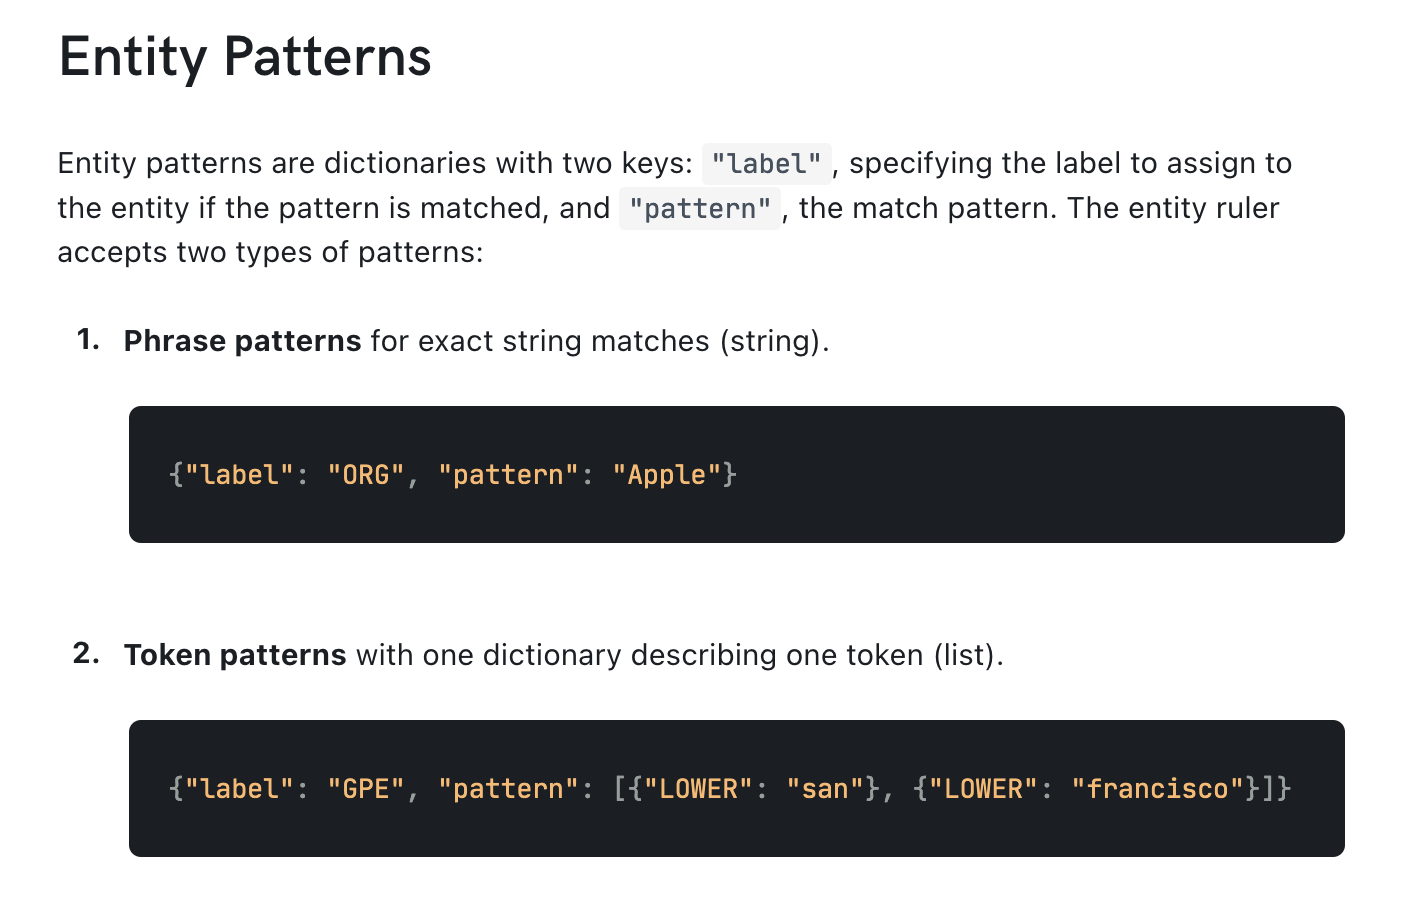 Entity Patterns
Entity patterns are dictionaries with two keys: "label", specifying the label to assign to
the entity if the pattern is matched, and "pattern", the match pattern. The entity ruler
accepts two types of patterns:
1. Phrase patterns for exact string matches (string).
{"label": "ORG", "pattern": "Apple"}
2. Token patterns with one dictionary describing one token (list).
{"label": "GPE", "pattern": [{"LOWER": "san"}, {"LOWER": "francisco"}]}